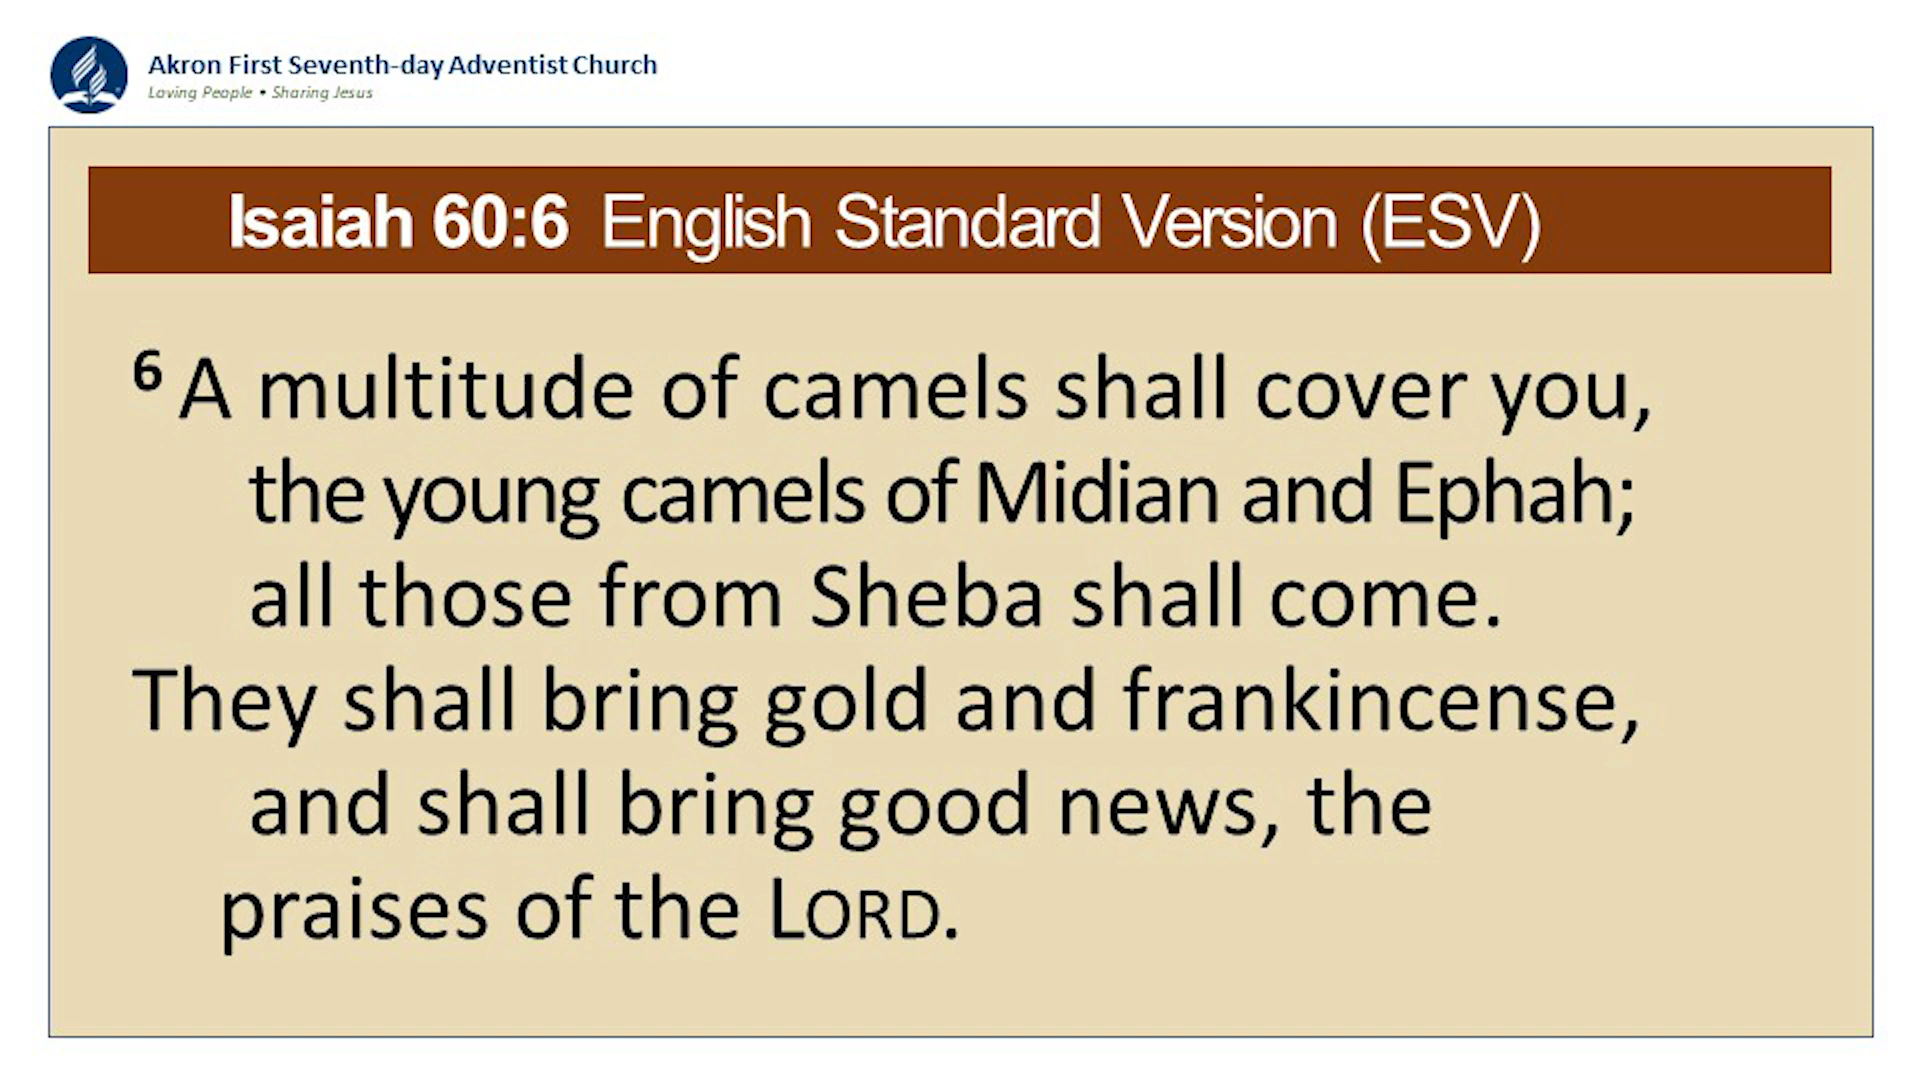 Akron First Seventh-day Adventist Church
Loving People • Sharing Jesus
Isaiah 60:6 English Standard Version (ESV)
6 A multitude of camels shall cover you,
the young camels of Midian and Ephah;
all those from Sheba shall come.
They shall bring gold and frankincense,
and shall bring good news, the
praises of the LORD.